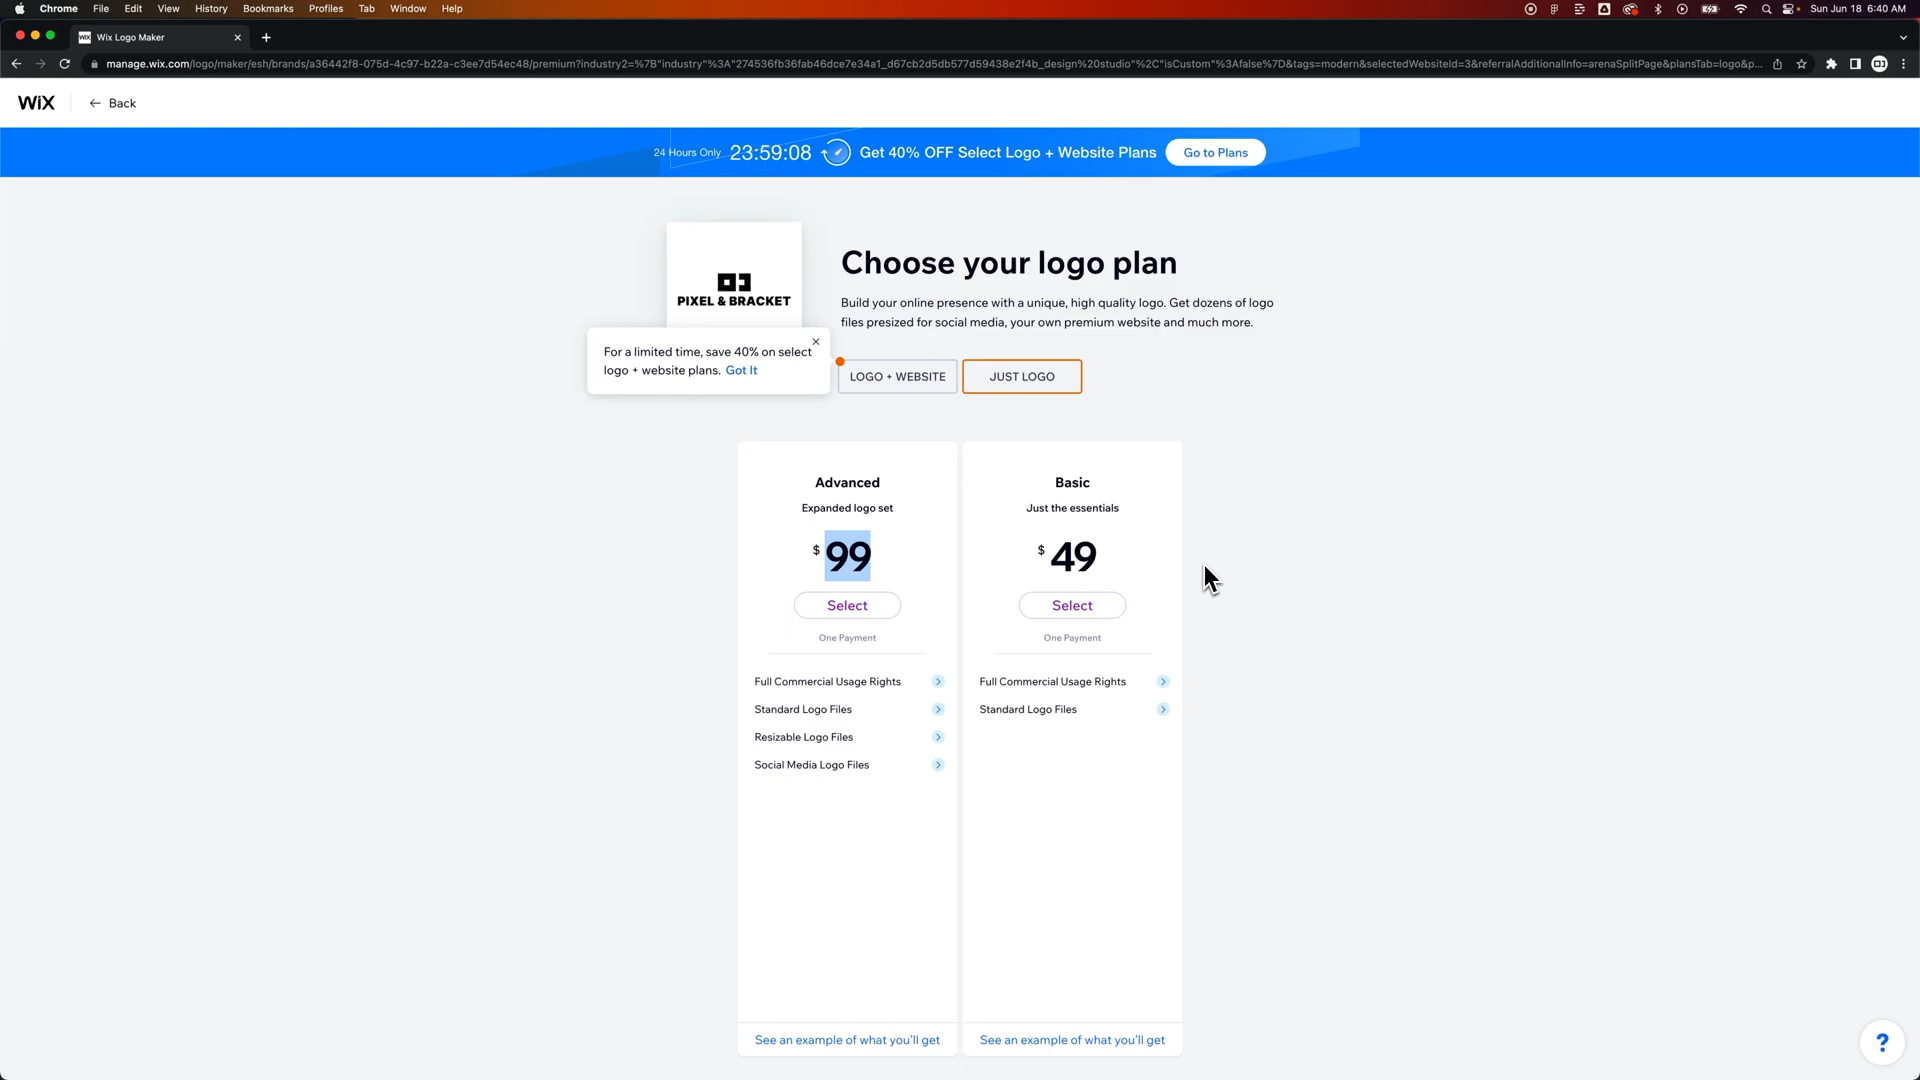 Chrome File Edit View History Bookmarks Profiles Tab Window Help Sun Jun 18 6:40 AM
WiX Wix Logo Maker
manage.wix.com/logo/maker/esh/brands/a36442f8-075d-4c97-b22a-c3ee7d54ec48/premium?industry2=%7B"industry"%3A"274536fb36fab46dce7e34a1_d67cb2d5db577d59438e2f4b_design%20studio"%2C"isCustom"%3Afalse%7D&tags=modern&selectedWebsiteId=3&referralAdditionalInfo=arenaSplitPage&plansTab=logo&p...
WiX ← Back
24 Hours Only 23:59:08 Get 40% OFF Select Logo + Website Plans Go to Plans
PIXEL & BRACKET
Choose your logo plan
Build your online presence with a unique, high quality logo. Get dozens of logo
files presized for social media, your own premium website and much more.
For a limited time, save 40% on select
logo + website plans. Got It
LOGO + WEBSITE JUST LOGO
Advanced
Expanded logo set
$ 99
Select
One Payment
Full Commercial Usage Rights
Standard Logo Files
Resizable Logo Files
Social Media Logo Files
See an example of what you'll get
Basic
Just the essentials
$ 49
Select
One Payment
Full Commercial Usage Rights
Standard Logo Files
See an example of what you'll get
?